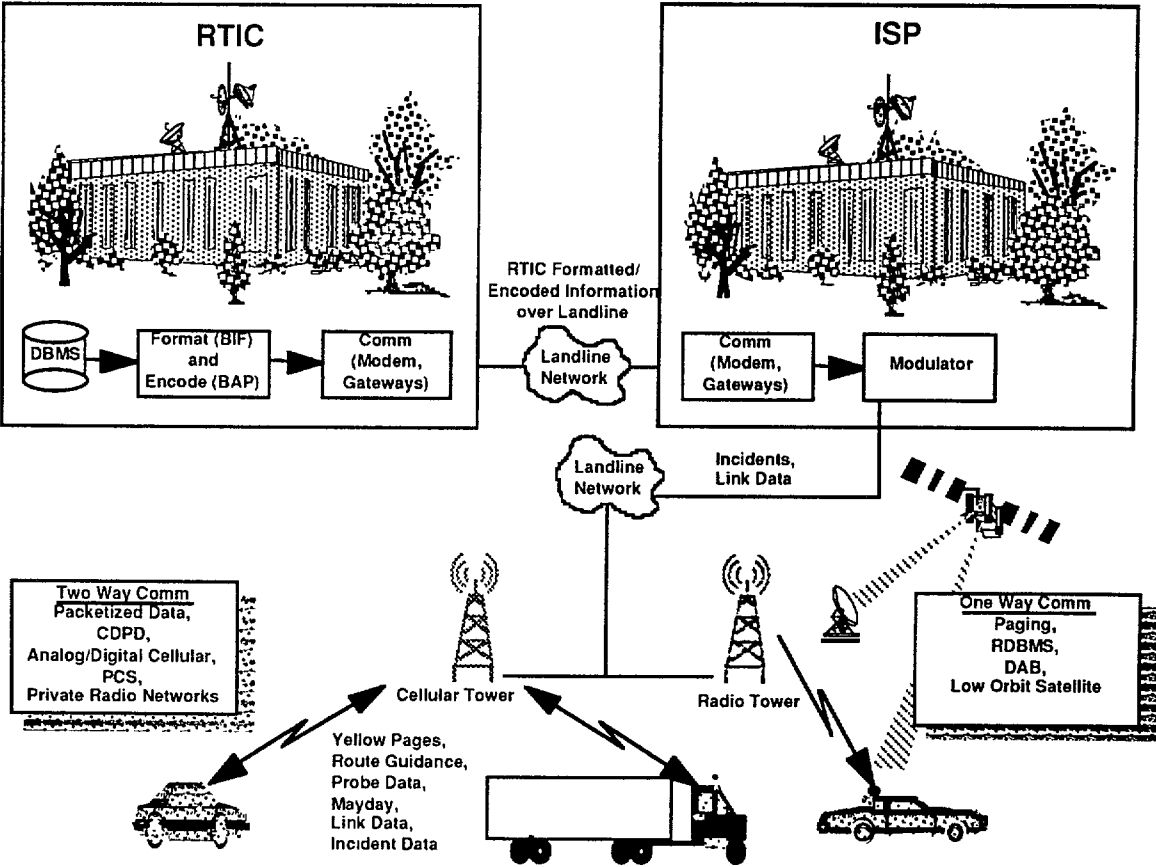 RTIC
ISP
RTIC Formatted/
Encoded Information
over Landline
DBMS
Format (BIF)
and
Encode (BAP)
Comm
(Modem,
Gateways)
Landline
Network
Comm
(Modem,
Gateways)
Modulator
Landline
Network
Incidents,
Link Data
Two Way Comm
Packetized Data,
CDPD,
Analog/Digital Cellular,
PCS,
Private Radio Networks
Cellular Tower
Radio Tower
One Way Comm
Paging,
RDBMS,
DAB,
Low Orbit Satellite
Yellow Pages,
Route Guidance,
Probe Data,
Mayday,
Link Data,
Incident Data